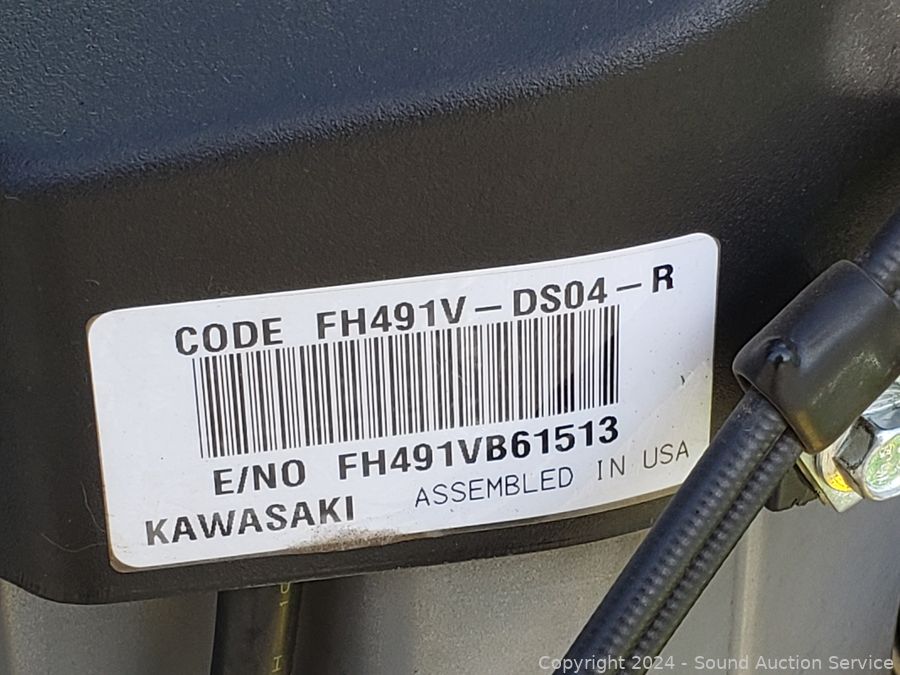 CODE FH491V-DS04-R
E/NO FH491VB61513
KAWASAKI ASSEMBLED IN USA
Copyright 2024 - Sound Auction Service